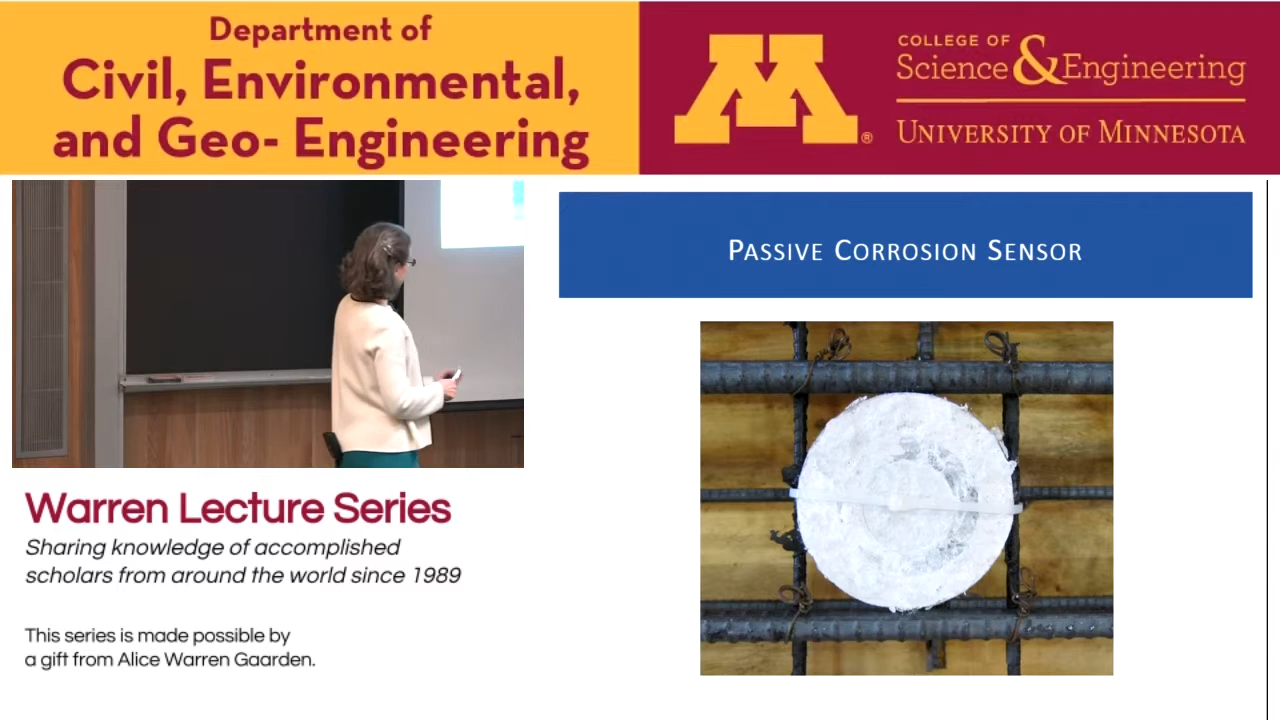 Department of
Civil, Environmental,
and Geo- Engineering
M®
COLLEGE OF
Science & Engineering
UNIVERSITY OF MINNESOTA
PASSIVE CORROSION SENSOR
Warren Lecture Series
Sharing knowledge of accomplished
scholars from around the world since 1989
This series is made possible by
a gift from Alice Warren Gaarden.